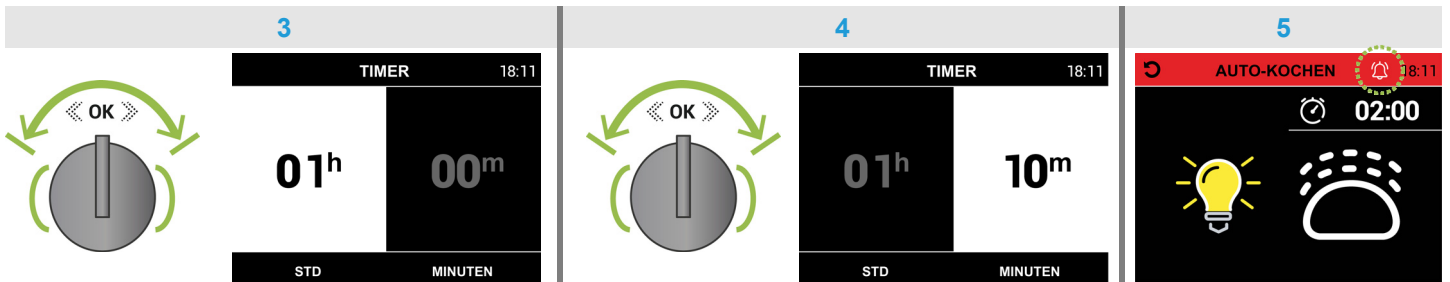 3
OK
TIMER 18:11
01h 00m
STD MINUTEN
4
OK
TIMER 18:11
01h 10m
STD MINUTEN
5
AUTO-KOCHEN 18:11
02:00